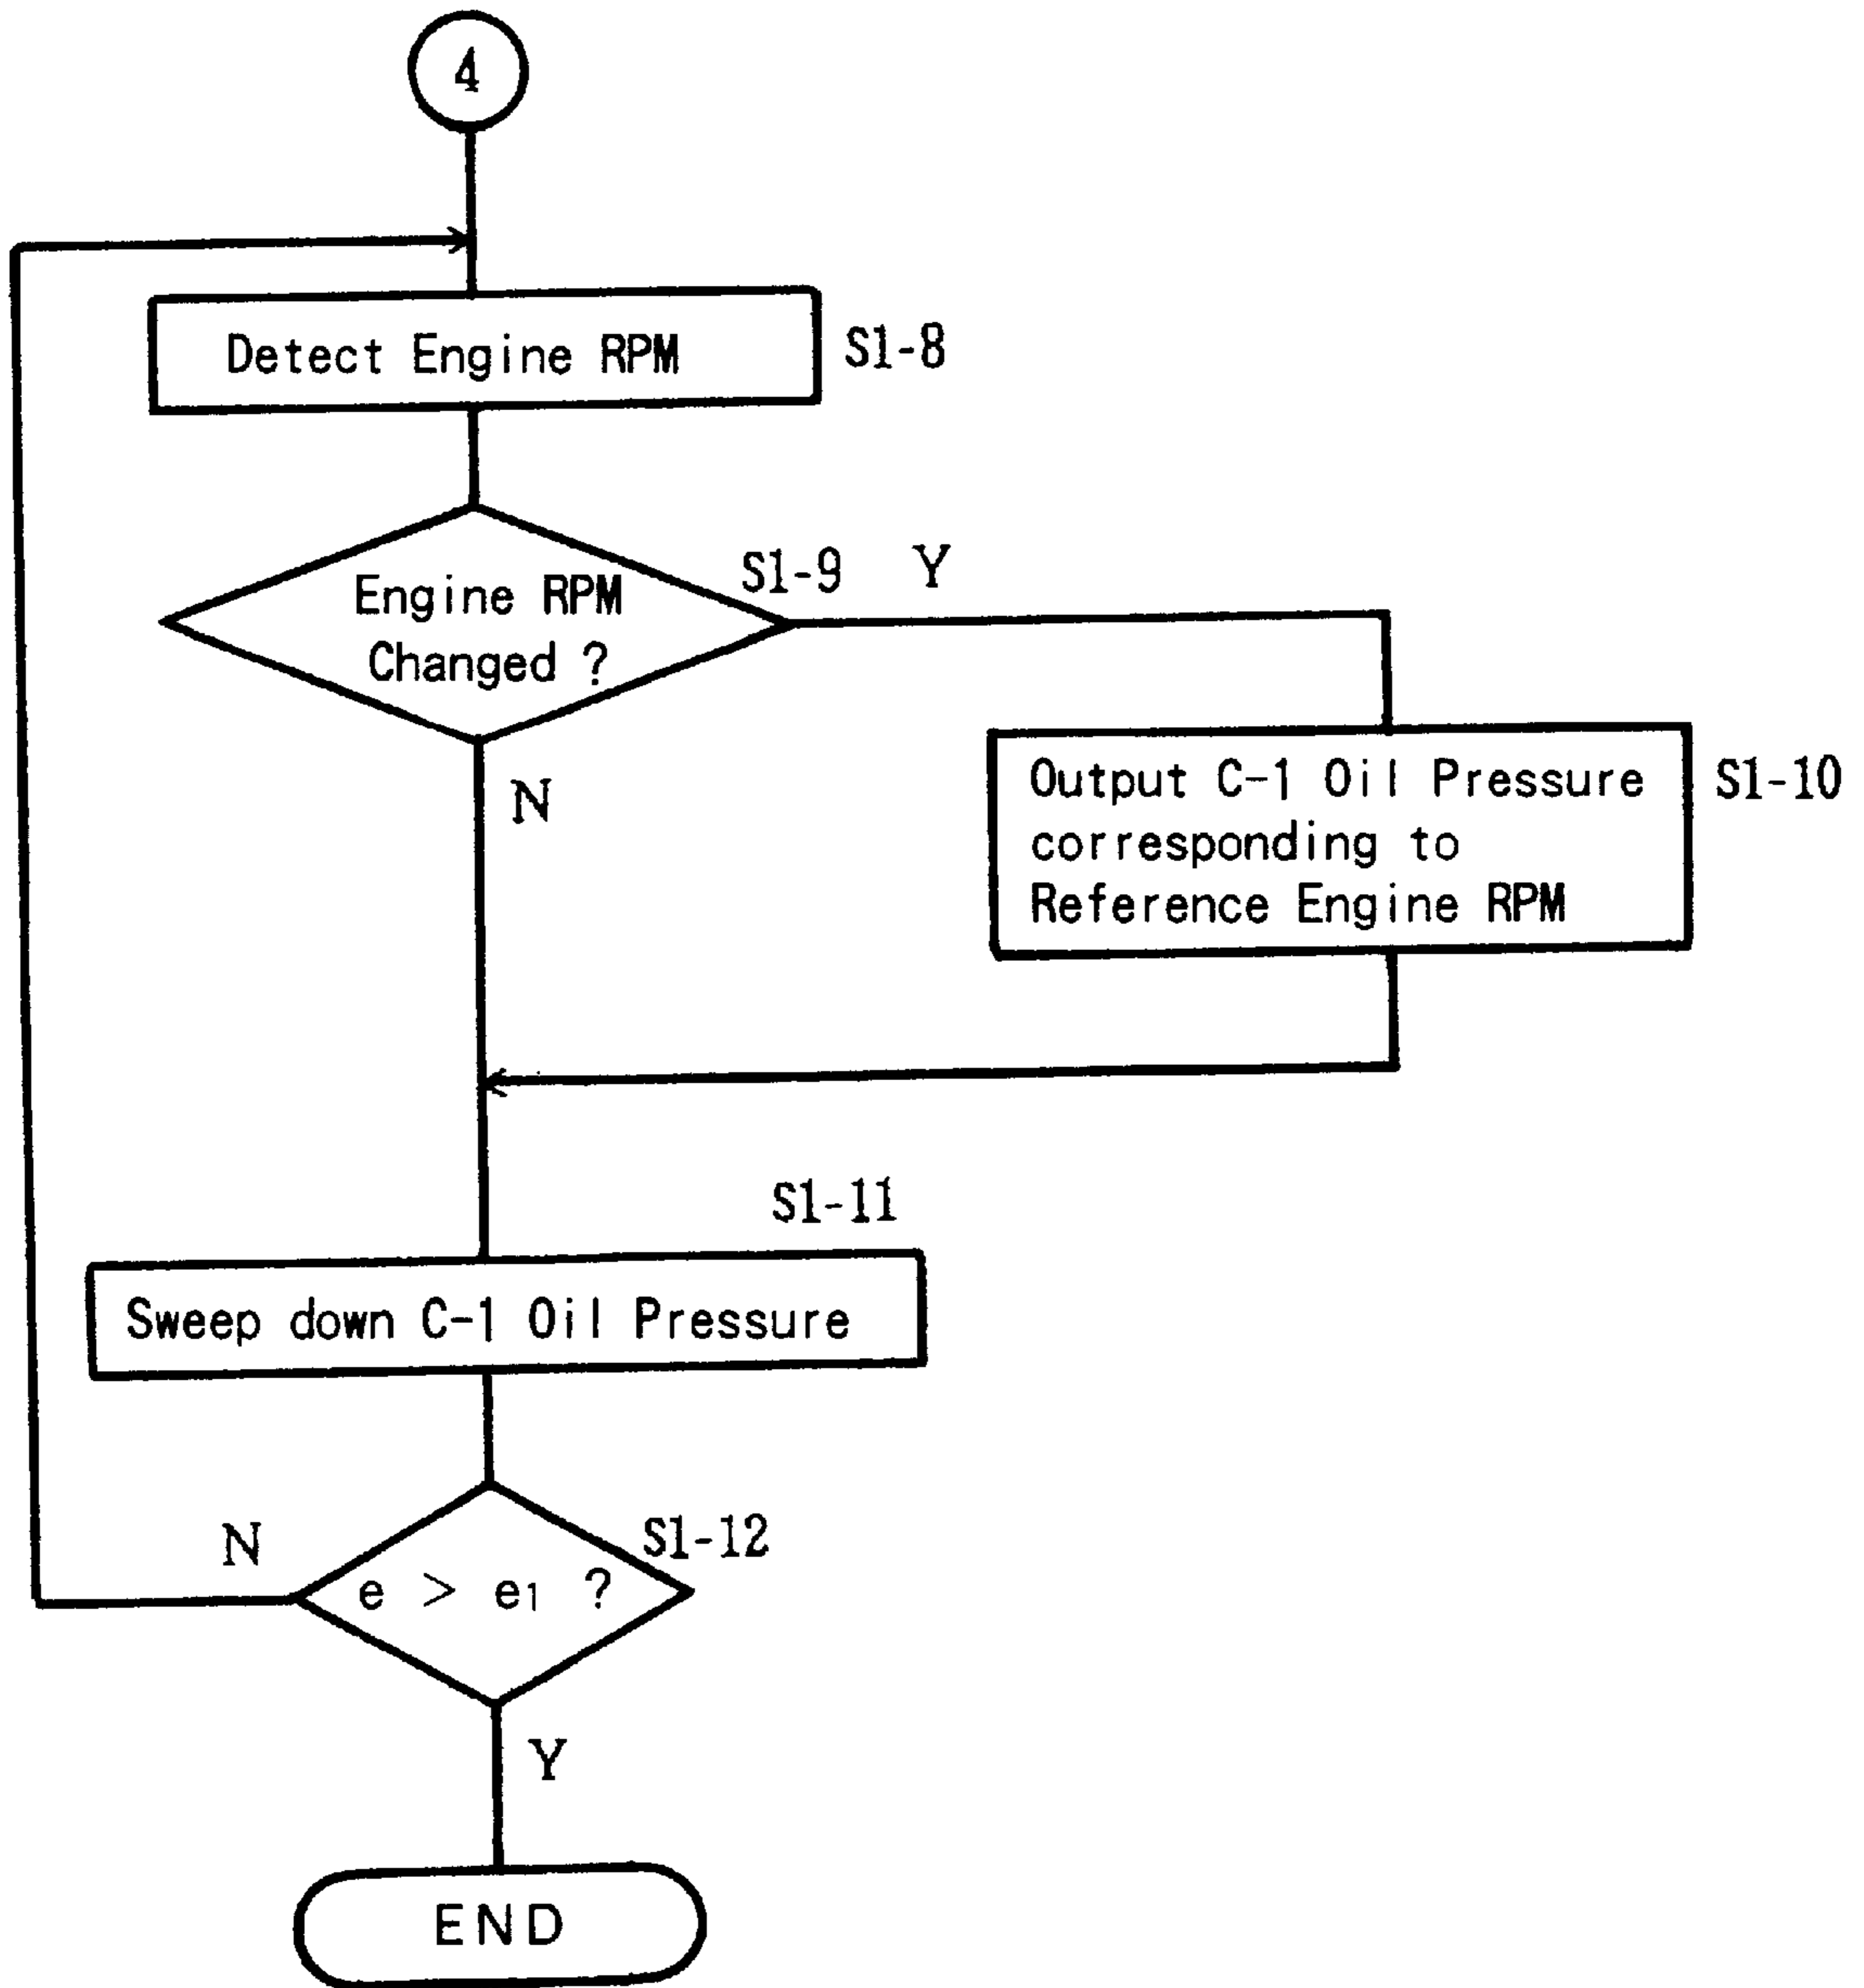 4
Detect Engine RPM
S1-8
Engine RPM
Changed ?
S1-9
Y
N
Output C-1 Oil Pressure
corresponding to
Reference Engine RPM
S1-10
S1-11
Sweep down C-1 Oil Pressure
N
S1-12
e > e₁ ?
Y
END